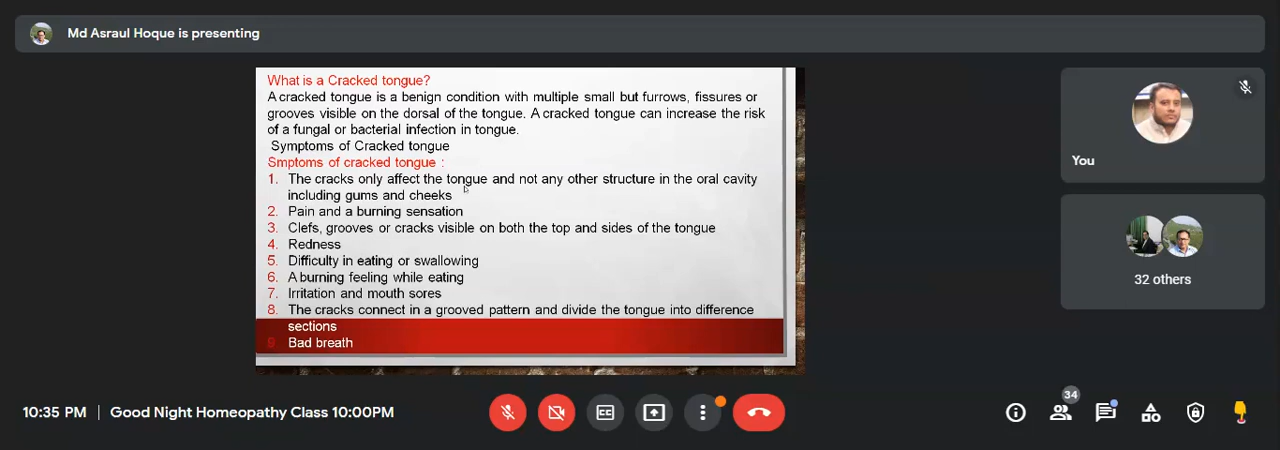 Md Asraul Hoque is presenting
What is a Cracked tongue?
A cracked tongue is a benign condition with multiple small but furrows, fissures or
grooves visible on the dorsal of the tongue. A cracked tongue can increase the risk
of a fungal or bacterial infection in tongue.
Symptoms of Cracked tongue
Smptoms of cracked tongue :
1. The cracks only affect the tongue and not any other structure in the oral cavity
including gums and cheeks
2. Pain and a burning sensation
3. Clefs, grooves or cracks visible on both the top and sides of the tongue
4. Redness
5. Difficulty in eating or swallowing
6. A burning feeling while eating
7. Irritation and mouth sores
8. The cracks connect in a grooved pattern and divide the tongue into difference
sections
9. Bad breath
You
32 others
10:35 PM | Good Night Homeopathy Class 10:00PM
CC
34